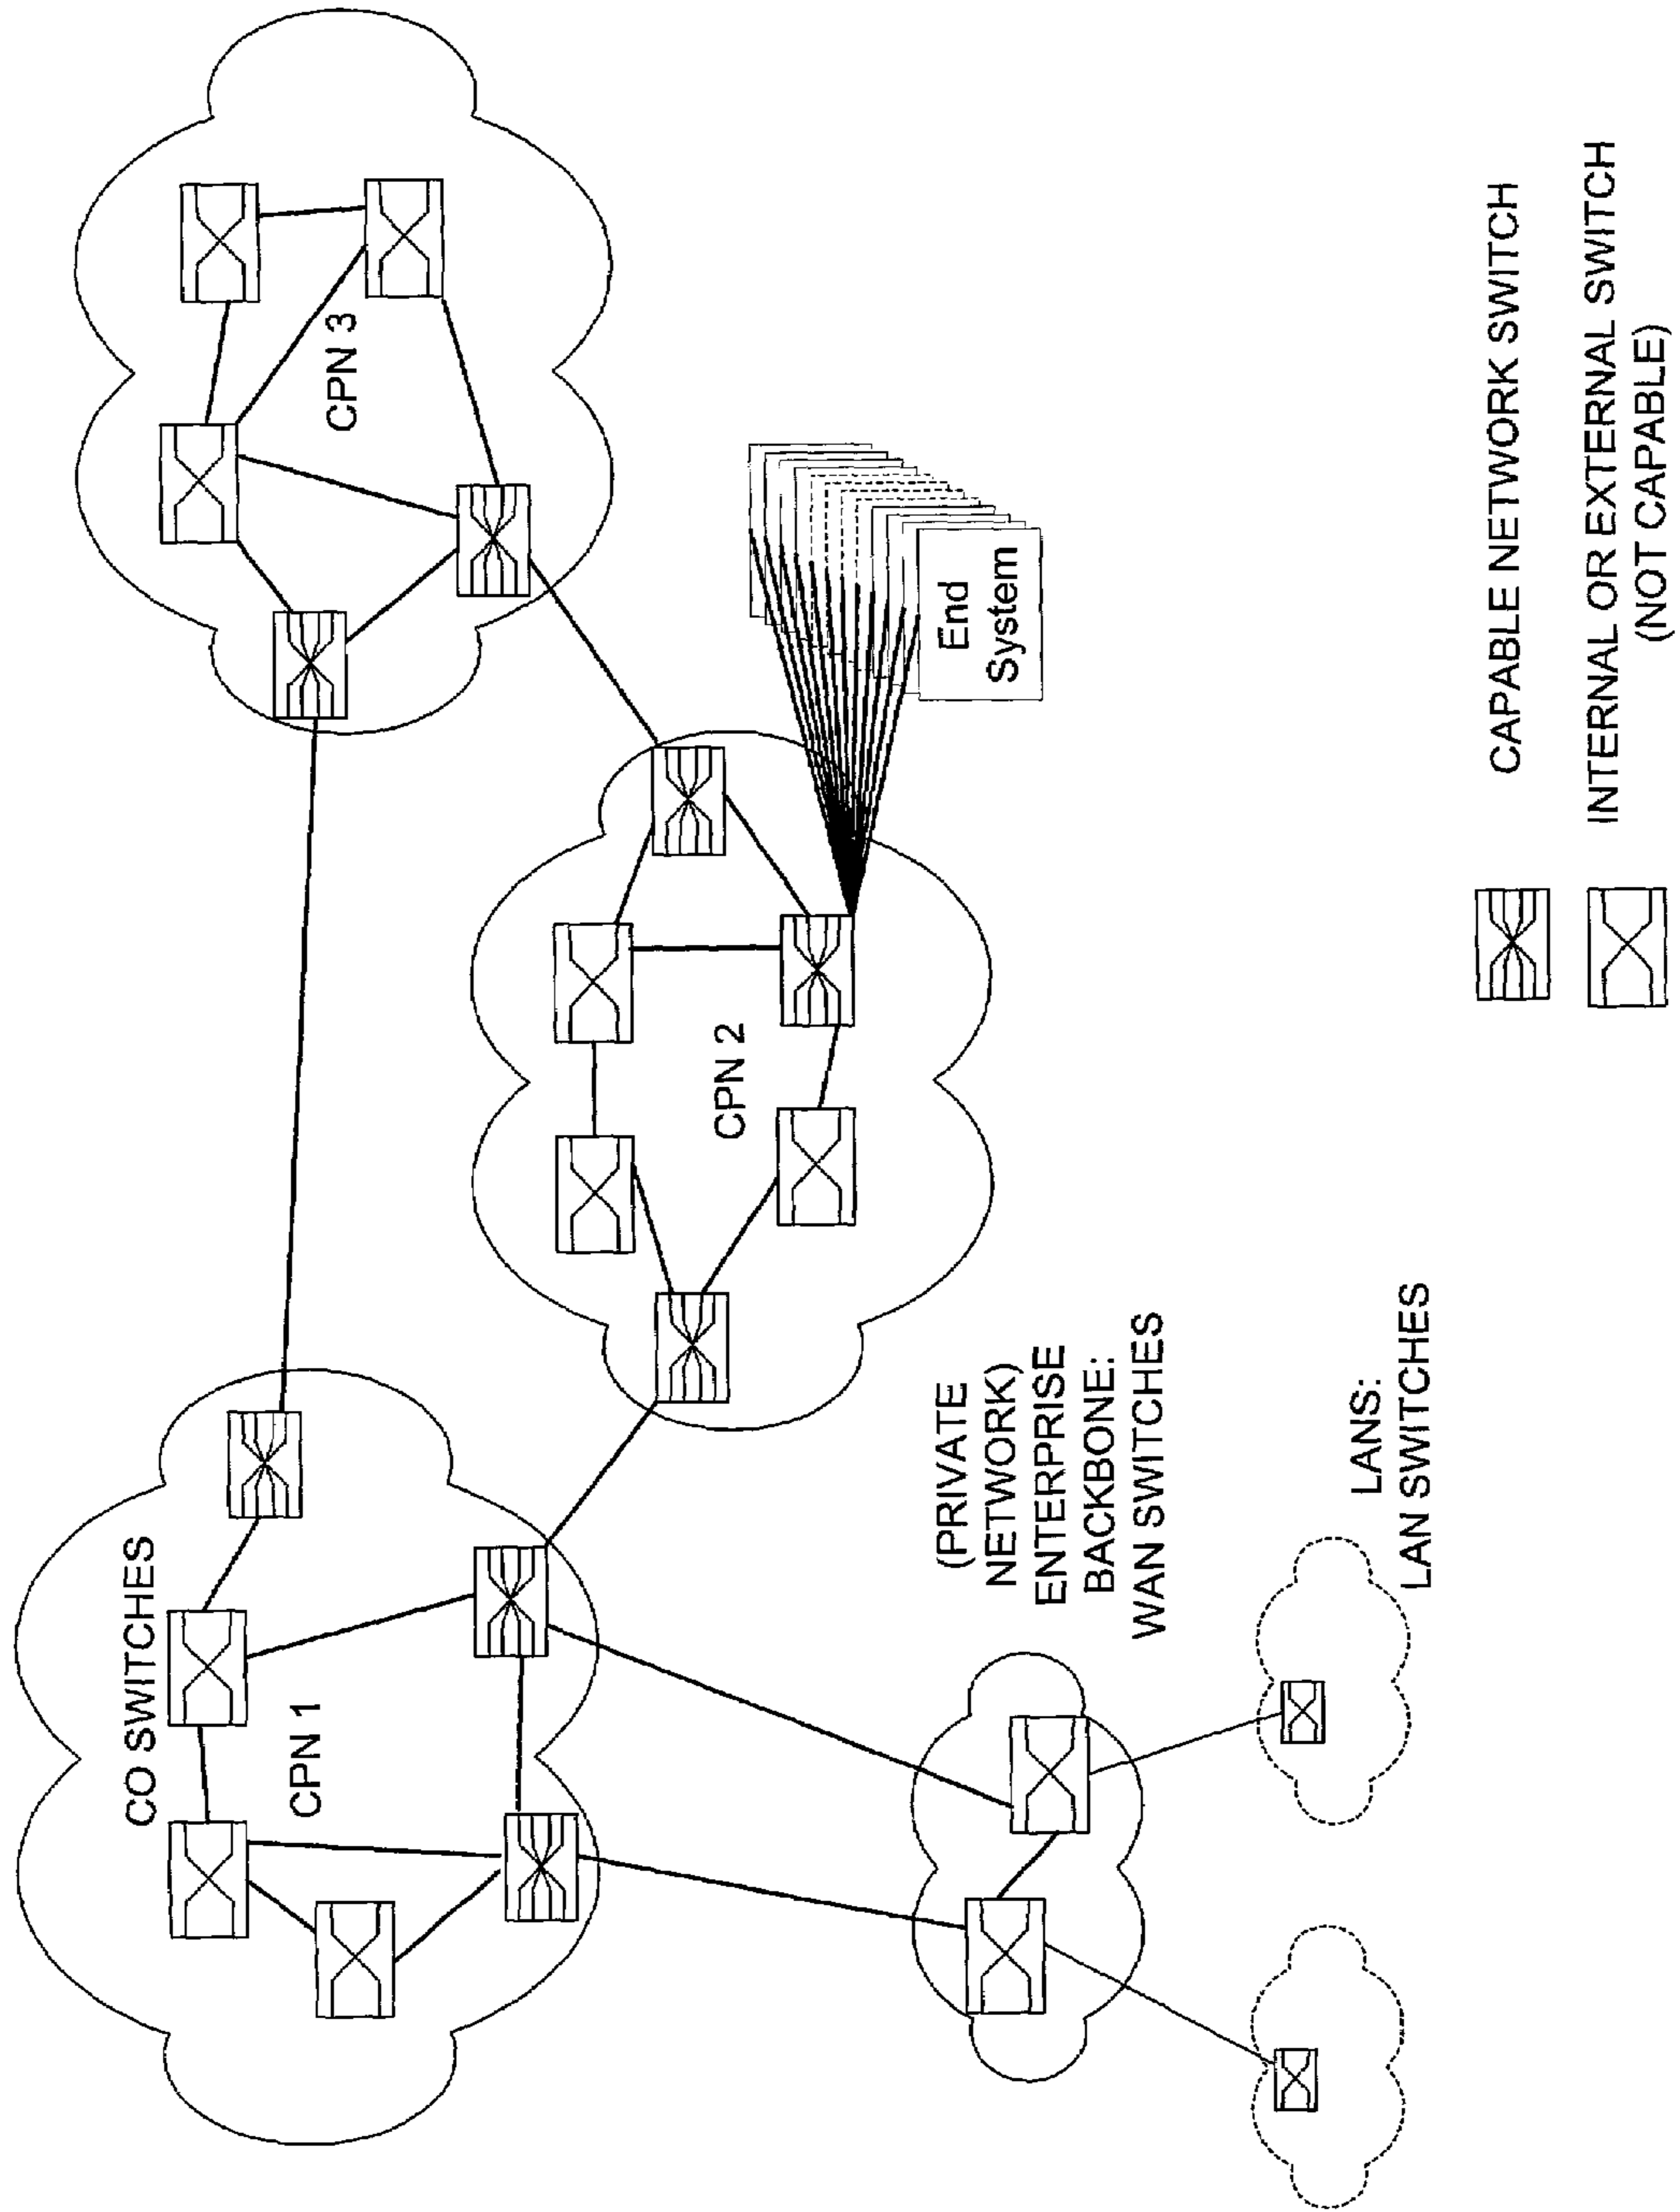 CO SWITCHES
CPN 1
CPN 3
CPN 2
End
System
(PRIVATE
NETWORK)
ENTERPRISE
BACKBONE:
WAN SWITCHES
LANS:
LAN SWITCHES
CAPABLE NETWORK SWITCH
INTERNAL OR EXTERNAL SWITCH
(NOT CAPABLE)